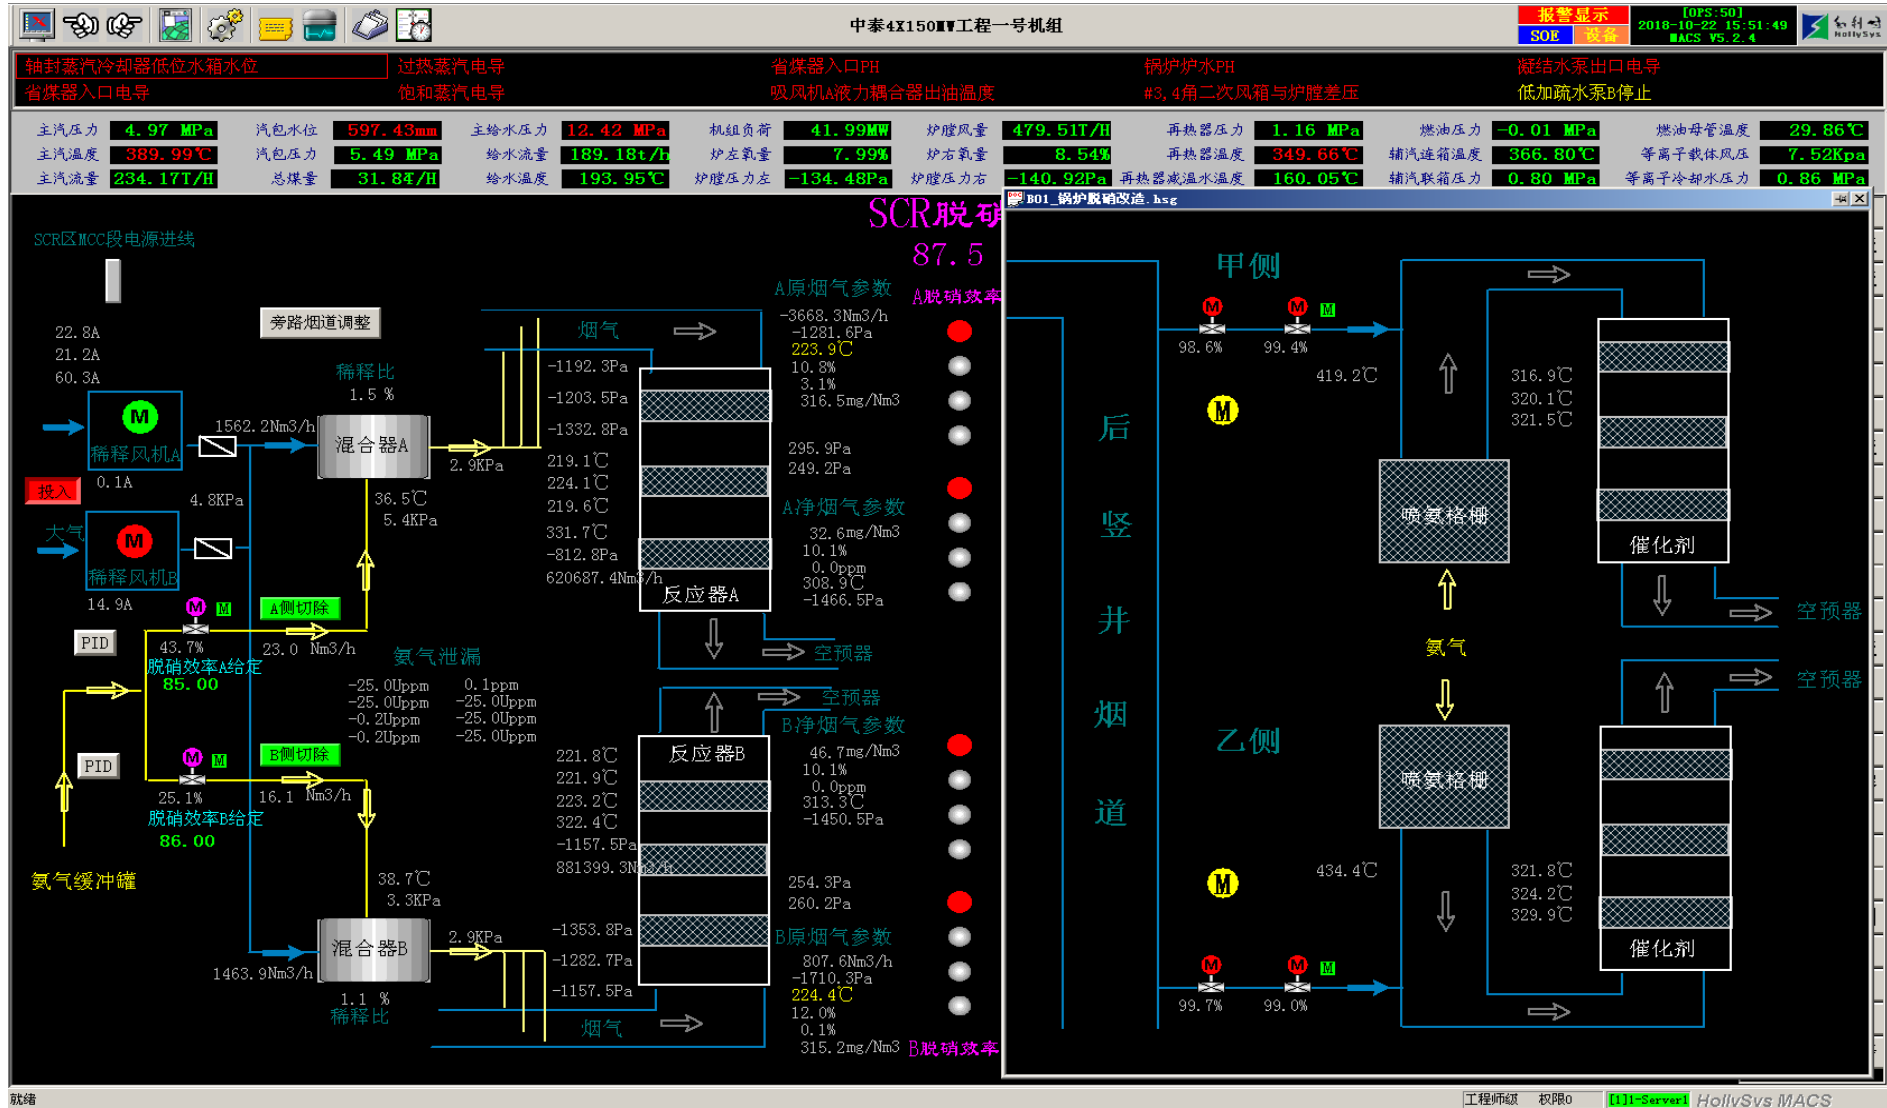 中泰4X150MW工程一号机组
报警显示
SOE 设备
[OPS:50]
2018-10-22 15:51:49
MACS V5.2.4
和利时
HollySys
轴封蒸汽冷却器低位水箱水位 过热蒸汽电导 省煤器入口PH 锅炉炉水PH 凝结水泵出口电导
省煤器入口电导 饱和蒸汽电导 吸风机A液力耦合器出油温度 #3,4角二次风箱与炉膛差压 低加疏水泵B停止
主汽压力 4.97 MPa 汽包水位 597.43mm 主给水压力 12.42 MPa 机组负荷 41.99MW 炉膛风量 479.51T/H 再热器压力 1.16 MPa 燃油压力 -0.01 MPa 燃油母管温度 29.86℃
主汽温度 389.99℃ 汽包压力 5.49 MPa 给水流量 189.18t/h 炉左氧量 7.99% 炉右氧量 8.54% 再热器温度 349.66℃ 辅汽连箱温度 366.80℃ 等离子载体风压 7.52Kpa
主汽流量 234.17T/H 总煤量 31.84T/H 给水温度 193.95℃ 炉膛压力左 -134.48Pa 炉膛压力右 -140.92Pa 再热器减温水温度 160.05℃ 辅汽联箱压力 0.80 MPa 等离子冷却水压力 0.86 MPa
SCR脱硝
87.5
SCR区MCC段电源进线
22.8A
21.2A
60.3A
旁路烟道调整
稀释比
1.5 %
M
稀释风机A
0.1A
1562.2Nm3/h
混合器A
2.9KPa
投入
4.8KPa
36.5℃
5.4KPa
大气
M
稀释风机B
14.9A
M M
A侧切除
PID
43.7%
23.0 Nm3/h
脱硝效率A给定
85.00
氨气泄漏
-25.0Uppm 0.1ppm
-25.0Uppm -25.0Uppm
-0.2Uppm -25.0Uppm
-0.2Uppm -25.0Uppm
M M
B侧切除
PID
25.1%
16.1 Nm3/h
脱硝效率B给定
86.00
氨气缓冲罐
38.7℃
3.3KPa
混合器B
2.9KPa
1463.9Nm3/h
1.1 %
稀释比
烟气
-1192.3Pa
-1203.5Pa
-1332.8Pa
219.1℃
224.1℃
219.6℃
331.7℃
-812.8Pa
620687.4Nm3/h
反应器A
空预器
A原烟气参数
-3668.3Nm3/h
-1281.6Pa
223.9℃
10.8%
3.1%
316.5mg/Nm3
295.9Pa
249.2Pa
A净烟气参数
32.6mg/Nm3
10.1%
0.0ppm
308.9℃
-1466.5Pa
A脱硝效率
空预器
B净烟气参数
46.7mg/Nm3
10.1%
0.0ppm
313.3℃
-1450.5Pa
反应器B
221.8℃
221.9℃
223.2℃
322.4℃
-1157.5Pa
881399.3Nm3/h
-1353.8Pa
-1282.7Pa
-1157.5Pa
烟气
254.3Pa
260.2Pa
B原烟气参数
807.6Nm3/h
-1710.3Pa
224.4℃
12.0%
0.1%
315.2mg/Nm3
B脱硝效率
B01_锅炉脱硝改造.hsg
甲侧
M M M
98.6% 99.4%
419.2℃
M
316.9℃
320.1℃
321.5℃
后竖井烟道
喷氨格栅
催化剂
空预器
氨气
空预器
乙侧
喷氨格栅
434.4℃
M
321.8℃
324.2℃
329.9℃
催化剂
M M M
99.7% 99.0%
就绪
工程师级 权限0 [1]1-Server1 HollySys MACS